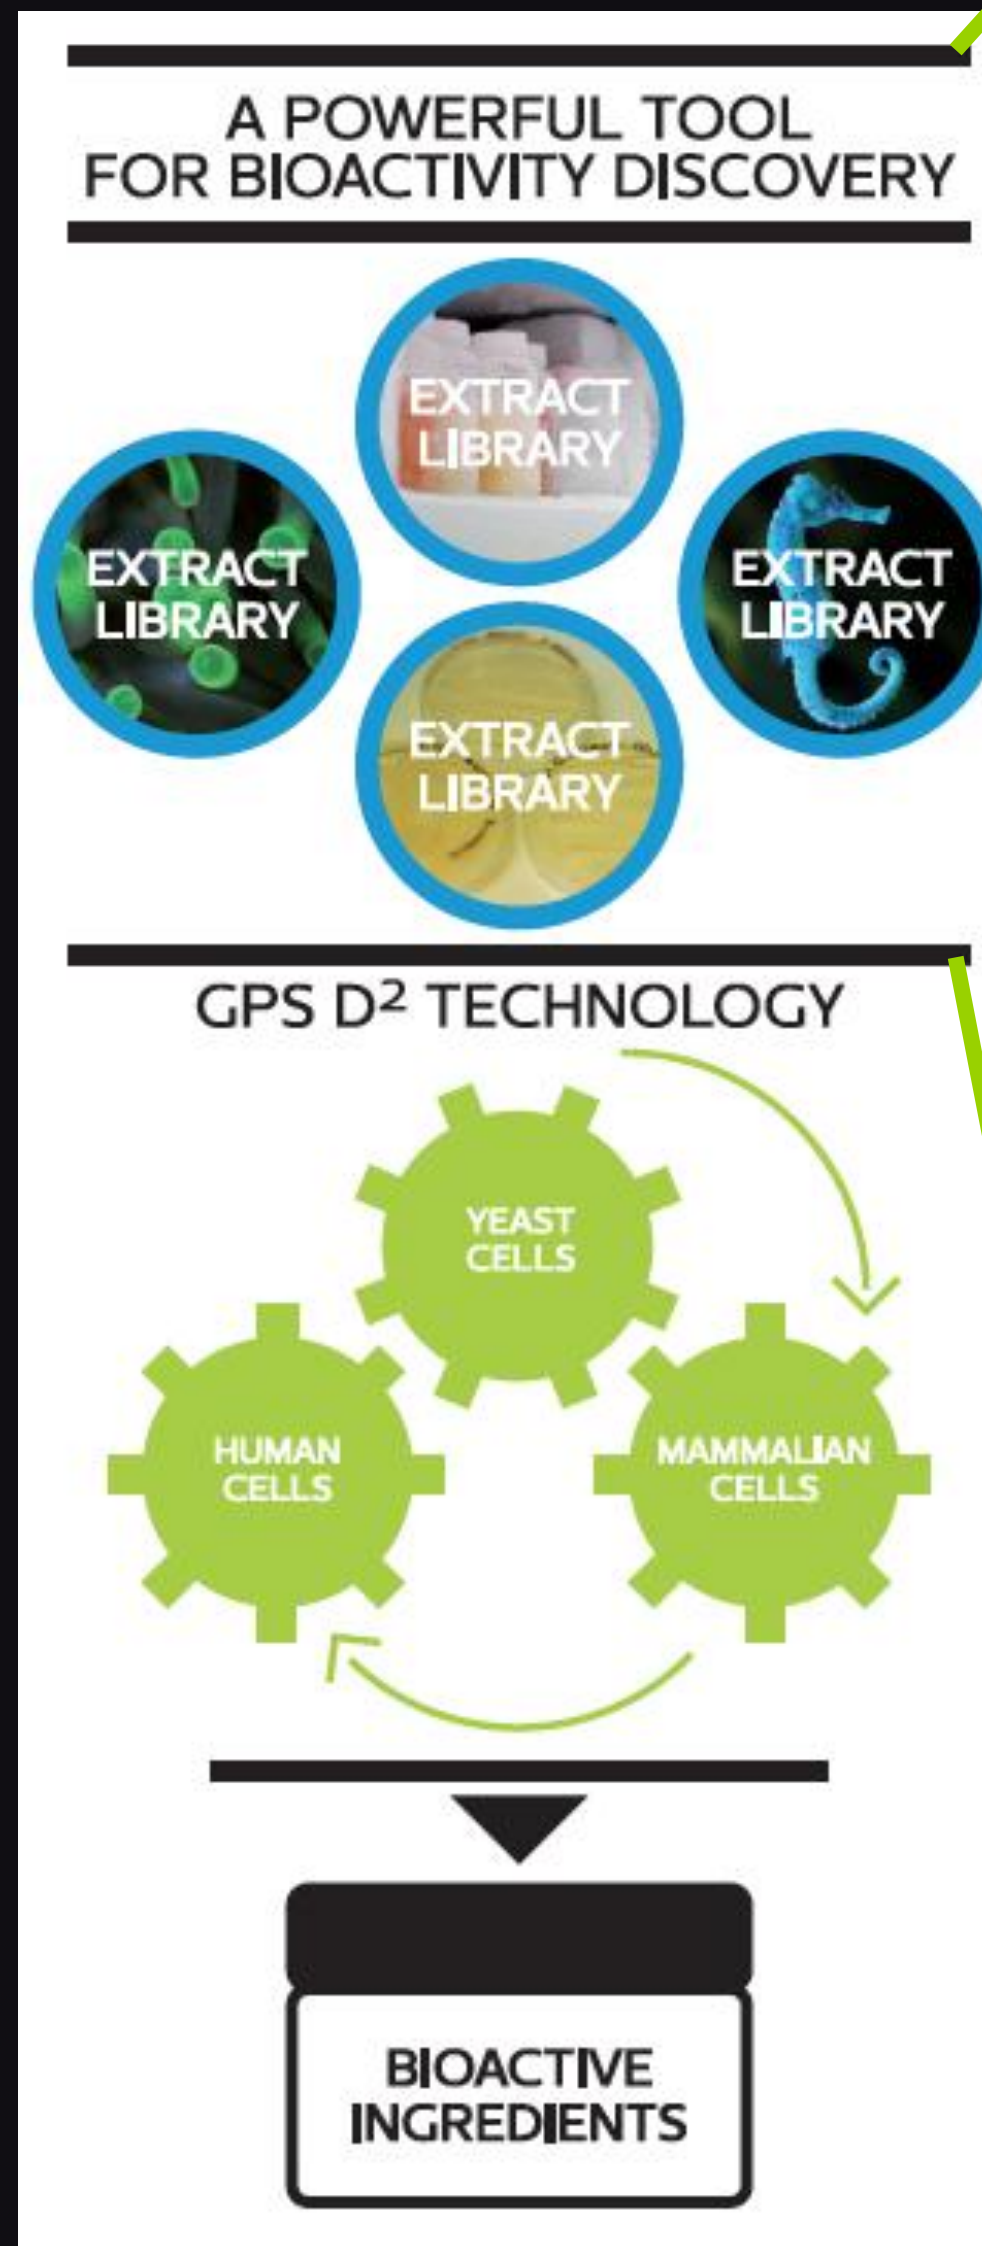 A POWERFUL TOOL
FOR BIOACTIVITY DISCOVERY
EXTRACT
LIBRARY
EXTRACT
LIBRARY
EXTRACT
LIBRARY
EXTRACT
LIBRARY
GPS D² TECHNOLOGY
YEAST
CELLS
HUMAN
CELLS
MAMMALIAN
CELLS
BIOACTIVE
INGREDIENTS